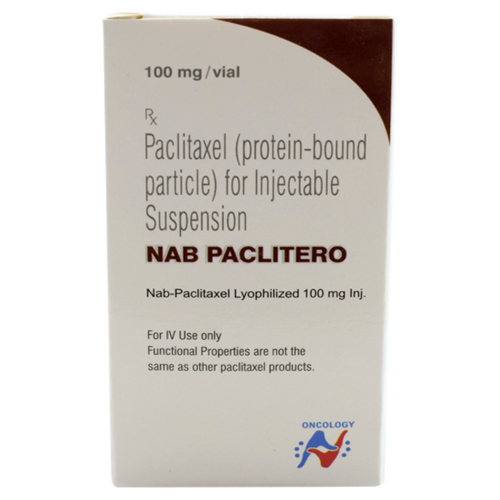 100 mg/vial
Rx
Paclitaxel (protein-bound
particle) for Injectable
Suspension
NAB PACLITERO
Nab-Paclitaxel Lyophilized 100 mg Inj.
For IV Use only
Functional Properties are not the
same as other paclitaxel products.
ONCOLOGY